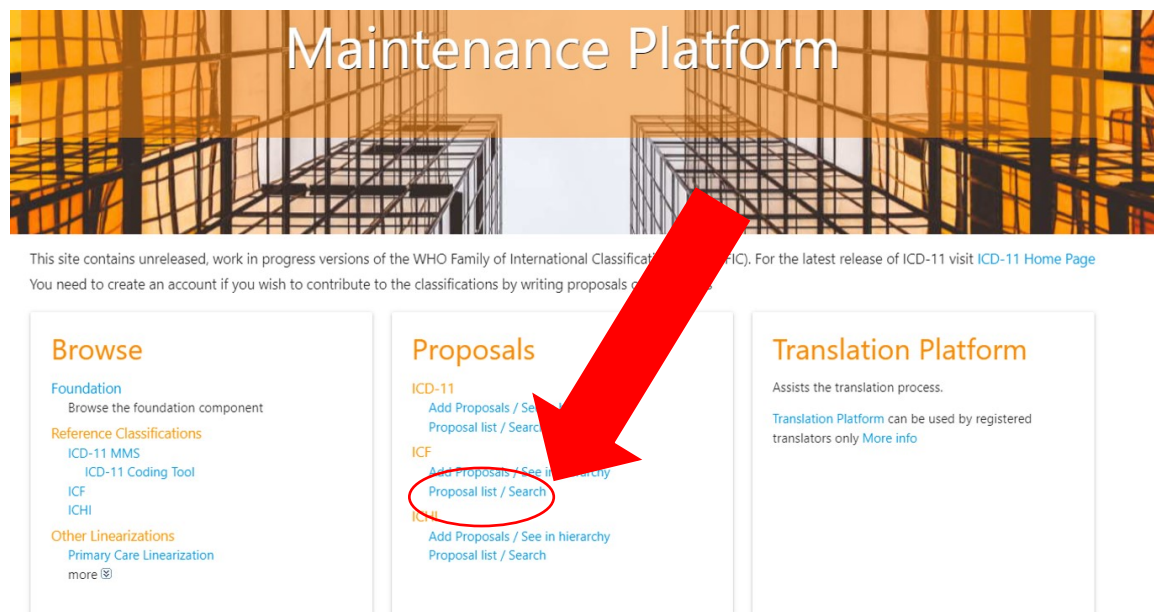 Maintenance Platform
This site contains unreleased, work in progress versions of the WHO Family of International FIC). For the latest release of ICD-11 visit ICD-11 Home Page
You need to create an account if you wish to contribute to the classifications by writing proposals
Browse
Foundation
Browse the foundation component
Reference Classifications
ICD-11 MMS
ICD-11 Coding Tool
ICF
ICHI
Other Linearizations
Primary Care Linearization
more
Proposals
ICD-11
Add Proposals /
Proposal list / Search
ICF
Add Proposals / See in hierarchy
Proposal list / Search
ICHI
Add Proposals / See in hierarchy
Proposal list / Search
Translation Platform
Assists the translation process.
Translation Platform can be used by registered
translators only More info